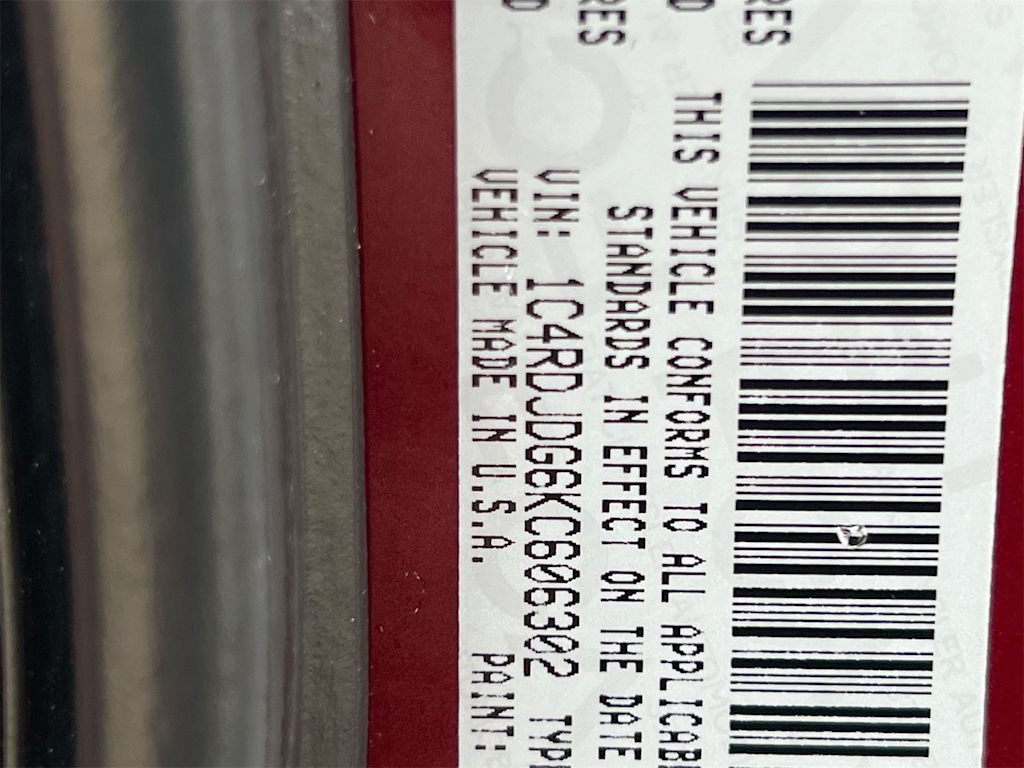 RES
THIS VEHICLE CONFORMS TO ALL APPLICAB
STANDARDS IN EFFECT ON THE DATE
RES
VIN: 1C4RDJDG6KC606302 TYP
VEHICLE MADE IN U.S.A. PAINT: